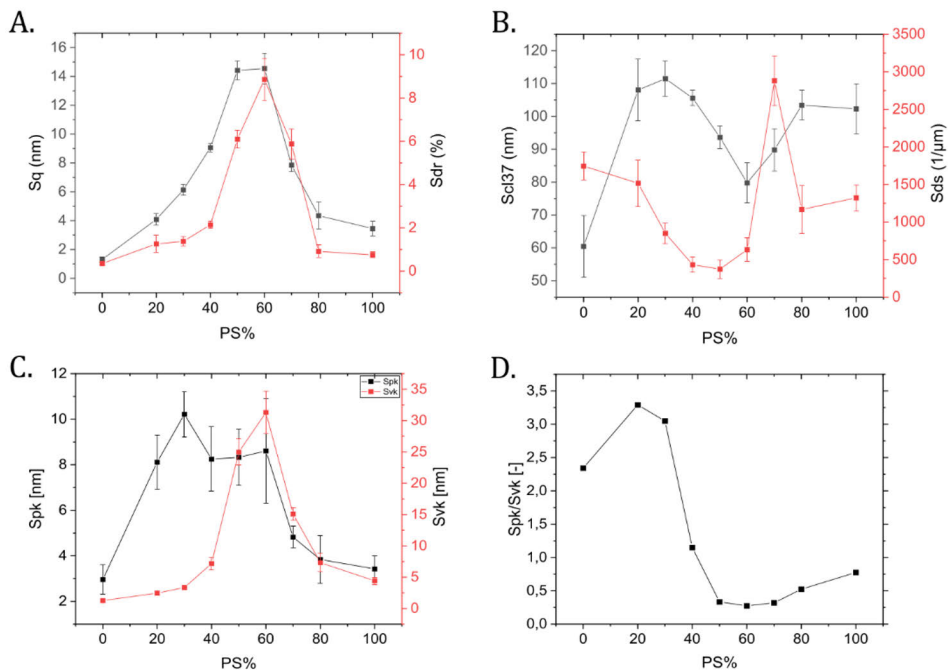 A.
Sq (nm)
16
14
12
10
8
6
4
2
0
0 20 40 60 80 100
PS%
10
8
6
4
2
0
Sdr (%)
B.
Scl37 (nm)
120
110
100
90
80
70
60
50
0 20 40 60 80 100
PS%
3500
3000
2500
2000
1500
1000
500
0
Sds (1/µm)
C.
Spk [nm]
12
10
8
6
4
2
0 20 40 60 80 100
PS%
Spk
Svk
35
30
25
20
15
10
5
0
Svk [nm]
D.
Spk/Svk [-]
3,5
3,0
2,5
2,0
1,5
1,0
0,5
0,0
0 20 40 60 80 100
PS%